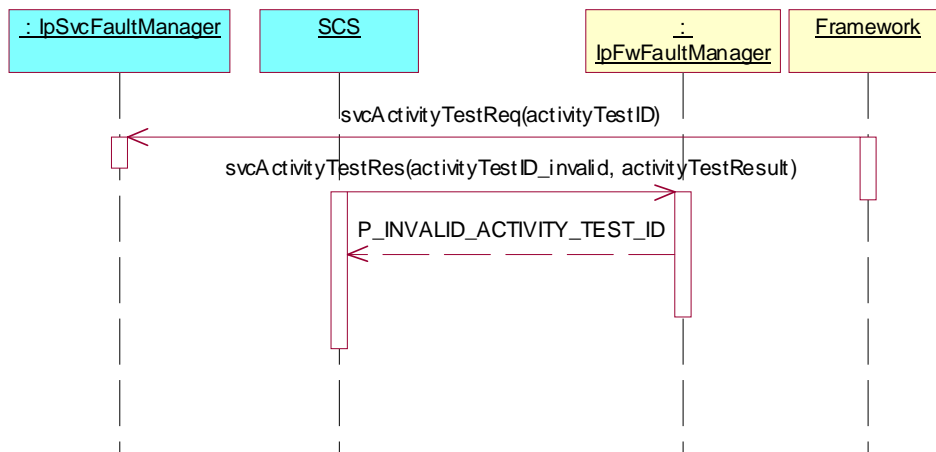 : IpSvcFaultManager
SCS
:
IpFwFaultManager
Framework
svcActivityTestReq(activityTestID)
svcActivityTestRes(activityTestID_invalid, activityTestResult)
P_INVALID_ACTIVITY_TEST_ID